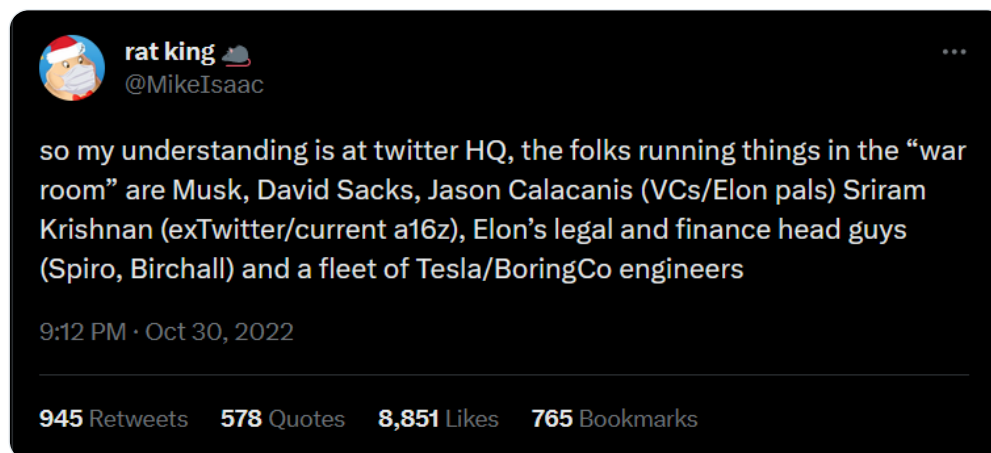 rat king 🐀
@MikeIsaac
so my understanding is at twitter HQ, the folks running things in the “war
room” are Musk, David Sacks, Jason Calacanis (VCs/Elon pals) Sriram
Krishnan (exTwitter/current a16z), Elon’s legal and finance head guys
(Spiro, Birchall) and a fleet of Tesla/BoringCo engineers
9:12 PM · Oct 30, 2022
945 Retweets 578 Quotes 8,851 Likes 765 Bookmarks